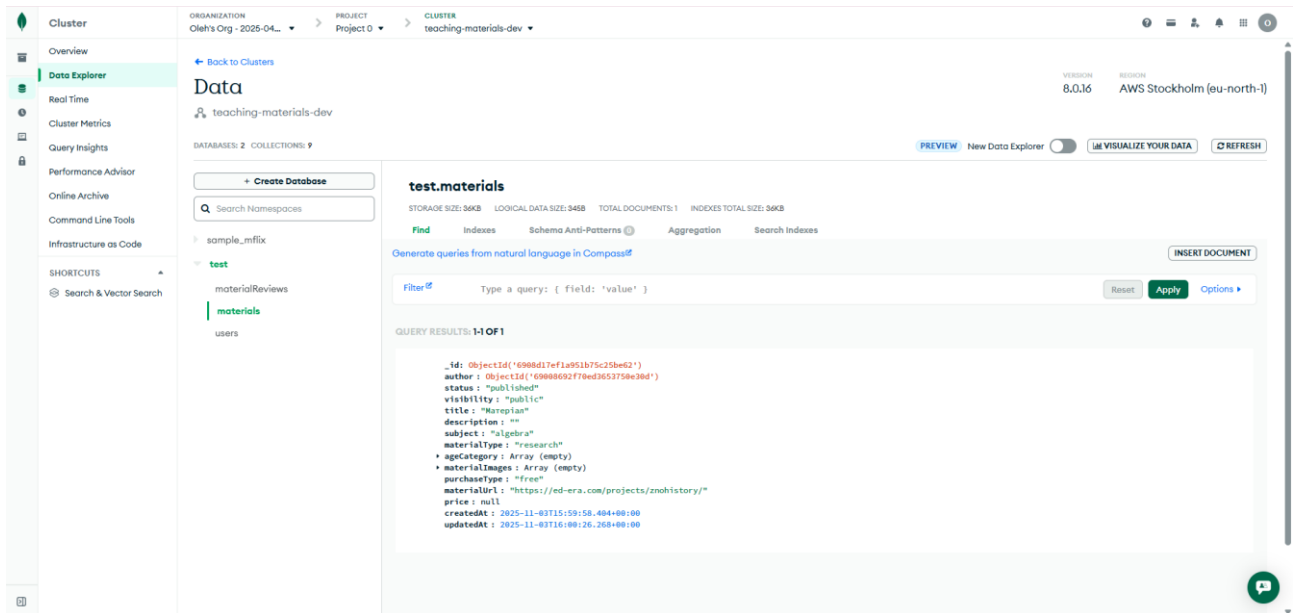 Cluster
ORGANIZATION
Oleh's Org - 2025-04...
PROJECT
Project 0
CLUSTER
teaching-materials-dev
O
Overview
Data Explorer
Real Time
Cluster Metrics
Query Insights
Performance Advisor
Online Archive
Command Line Tools
Infrastructure as Code
SHORTCUTS
Search & Vector Search
← Back to Clusters
Data
teaching-materials-dev
VERSION
8.0.16
REGION
AWS Stockholm (eu-north-1)
DATABASES: 2 COLLECTIONS: 9
PREVIEW New Data Explorer
VISUALIZE YOUR DATA
REFRESH
+ Create Database
Search Namespaces
sample_mflix
test
materialReviews
materials
users
test.materials
STORAGE SIZE: 36KB LOGICAL DATA SIZE: 345B TOTAL DOCUMENTS: 1 INDEXES TOTAL SIZE: 36KB
Find Indexes Schema Anti-Patterns 0 Aggregation Search Indexes
Generate queries from natural language in Compass
INSERT DOCUMENT
Filter
Type a query: { field: 'value' }
Reset Apply Options
QUERY RESULTS: 1-1 OF 1
_id: ObjectId('6908d17ef1a951b75c25be62')
author : ObjectId('69008692f70ed3653750e30d')
status : "published"
visibility : "public"
title : "Матеріал"
description : ""
subject : "algebra"
materialType : "research"
ageCategory : Array (empty)
materialImages : Array (empty)
purchaseType : "free"
materialUrl : "https://ed-era.com/projects/znohistory/"
price : null
createdAt : 2025-11-03T15:59:58.404+00:00
updatedAt : 2025-11-03T16:00:26.268+00:00